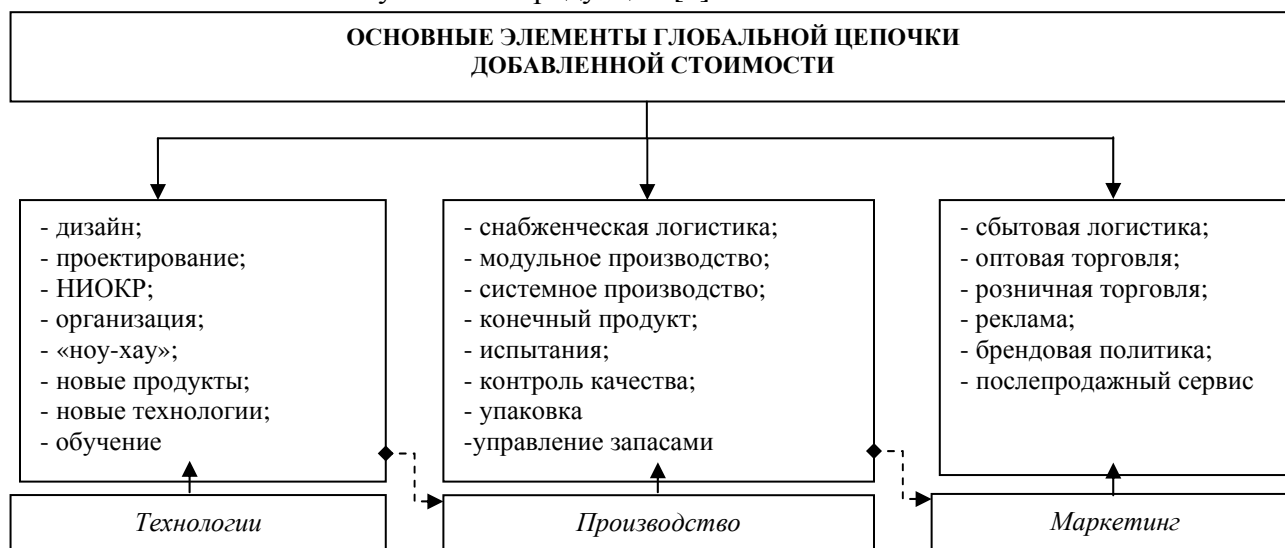 ОСНОВНЫЕ ЭЛЕМЕНТЫ ГЛОБАЛЬНОЙ ЦЕПОЧКИ
ДОБАВЛЕННОЙ СТОИМОСТИ
- дизайн;
- проектирование;
- НИОКР;
- организация;
- «ноу-хау»;
- новые продукты;
- новые технологии;
- обучение
- снабженческая логистика;
- модульное производство;
- системное производство;
- конечный продукт;
- испытания;
- контроль качества;
- упаковка
-управление запасами
- сбытовая логистика;
- оптовая торговля;
- розничная торговля;
- реклама;
- брендовая политика;
- послепродажный сервис
Технологии
Производство
Маркетинг